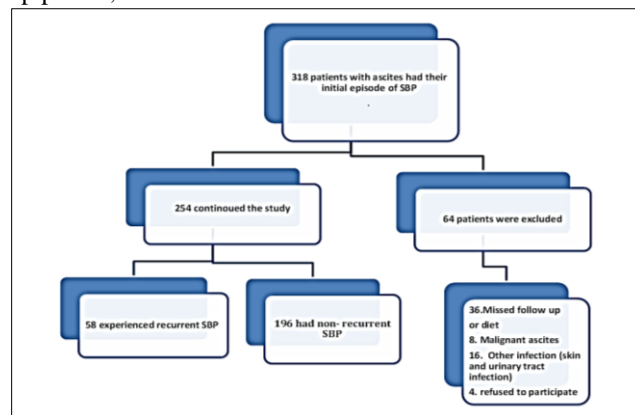 318 patients with ascites had their
initial episode of SBP
.
254 continoued the study
64 patients were excluded
58 experienced recurrent SBP
196 had non- recurrent
SBP
36.Missed follow up
or diet
8. Malignant ascites
16. Other infection (skin
and urinary tract
infection)
4. refused to participate